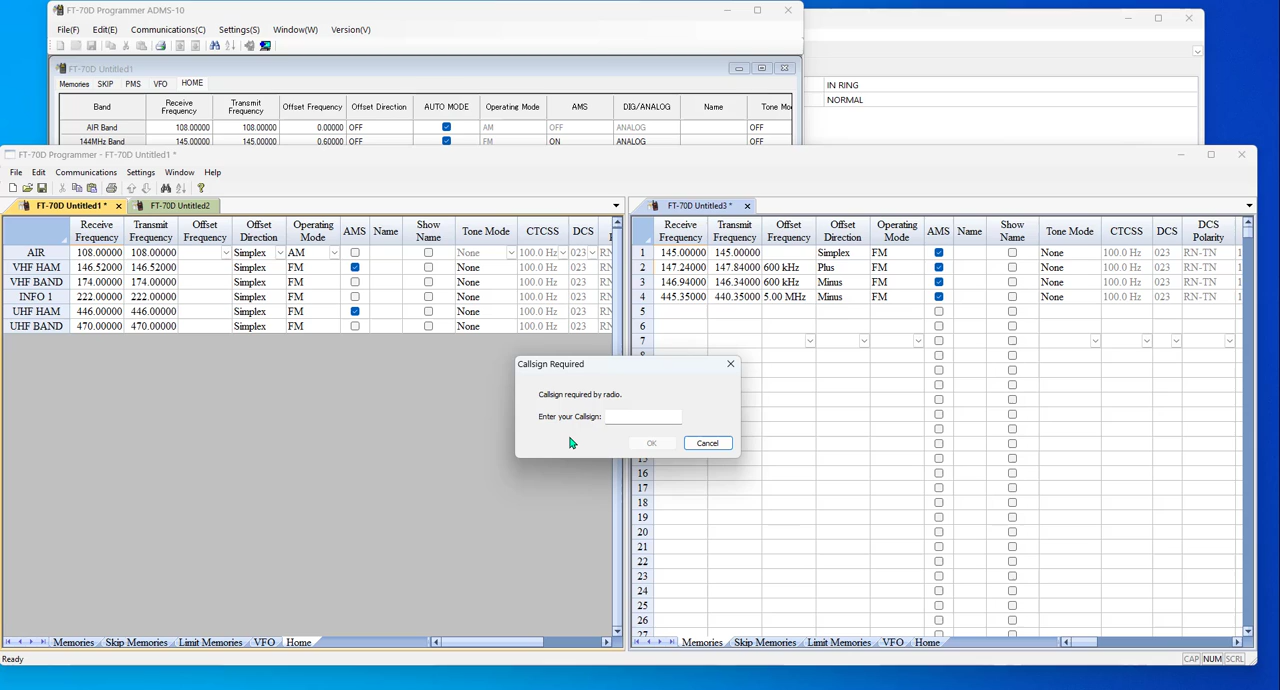 FT-70D Programmer ADMS-10
File(F) Edit(E) Communications(C) Settings(S) Window(W) Version(V)
FT-70D Untitled1
Memories SKIP PMS VFO HOME
Band Receive Frequency Transmit Frequency Offset Frequency Offset Direction AUTO MODE Operating Mode AMS DIG/ANALOG Name Tone Mo
AIR Band 108.00000 108.00000 0.00000 OFF AM OFF ANALOG OFF
144MHz Band 145.00000 145.00000 0.60000 OFF FM ON ANALOG OFF
IN RING
NORMAL
FT-70D Programmer - FT-70D Untitled1 *
File Edit Communications Settings Window Help
FT-70D Untitled1 * FT-70D Untitled2
Receive Frequency Transmit Frequency Offset Frequency Offset Direction Operating Mode AMS Name Show Name Tone Mode CTCSS DCS
AIR 108.00000 108.00000 Simplex AM None 100.0 Hz 023 RN
VHF HAM 146.52000 146.52000 Simplex FM None 100.0 Hz 023 RN
VHF BAND 174.00000 174.00000 Simplex FM None 100.0 Hz 023 RN
INFO 1 222.00000 222.00000 Simplex FM None 100.0 Hz 023 RN
UHF HAM 446.00000 446.00000 Simplex FM None 100.0 Hz 023 RN
UHF BAND 470.00000 470.00000 Simplex FM None 100.0 Hz 023 RN
Memories Skip Memories Limit Memories VFO Home
FT-70D Untitled3 *
Receive Frequency Transmit Frequency Offset Frequency Offset Direction Operating Mode AMS Name Show Name Tone Mode CTCSS DCS DCS Polarity
1 145.00000 145.00000 Simplex FM None 100.0 Hz 023 RN-TN
2 147.24000 147.84000 600 kHz Plus FM None 100.0 Hz 023 RN-TN
3 146.94000 146.34000 600 kHz Minus FM None 100.0 Hz 023 RN-TN
4 445.35000 440.35000 5.00 MHz Minus FM None 100.0 Hz 023 RN-TN
5
6
7
16
17
18
19
20
21
22
23
24
25
26
27
Memories Skip Memories Limit Memories VFO Home
Callsign Required
Callsign required by radio.
Enter your Callsign:
OK Cancel
Ready
CAP NUM SCRL